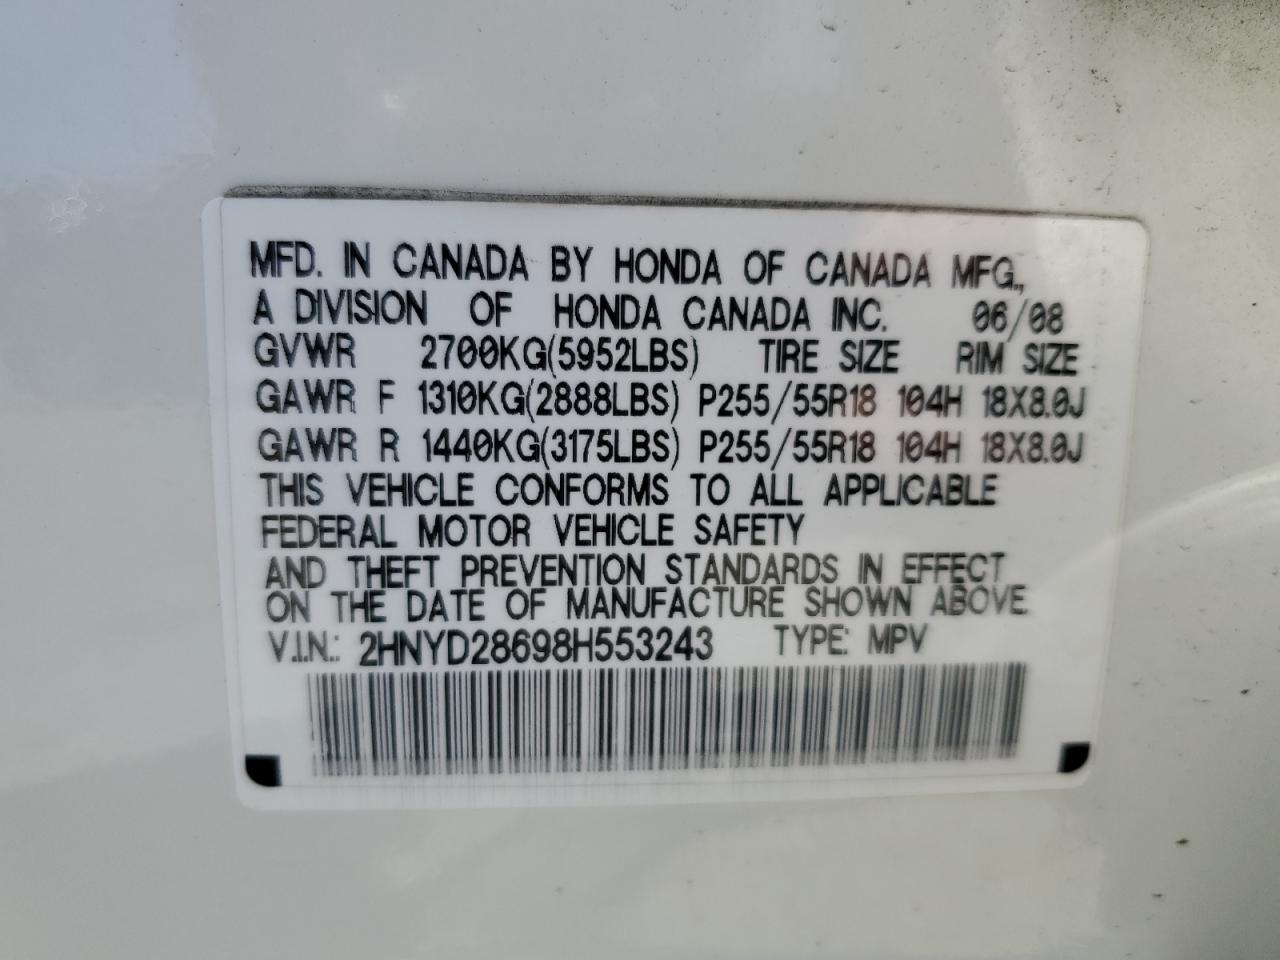 MFD. IN CANADA BY HONDA OF CANADA MFG.,
A DIVISION OF HONDA CANADA INC. 06/08
GVWR 2700KG(5952LBS) TIRE SIZE RIM SIZE
GAWR F 1310KG(2888LBS) P255/55R18 104H 18X8.0J
GAWR R 1440KG(3175LBS) P255/55R18 104H 18X8.0J
THIS VEHICLE CONFORMS TO ALL APPLICABLE
FEDERAL MOTOR VEHICLE SAFETY
AND THEFT PREVENTION STANDARDS IN EFFECT
ON THE DATE OF MANUFACTURE SHOWN ABOVE.
V.I.N.: 2HNYD28698H553243 TYPE: MPV